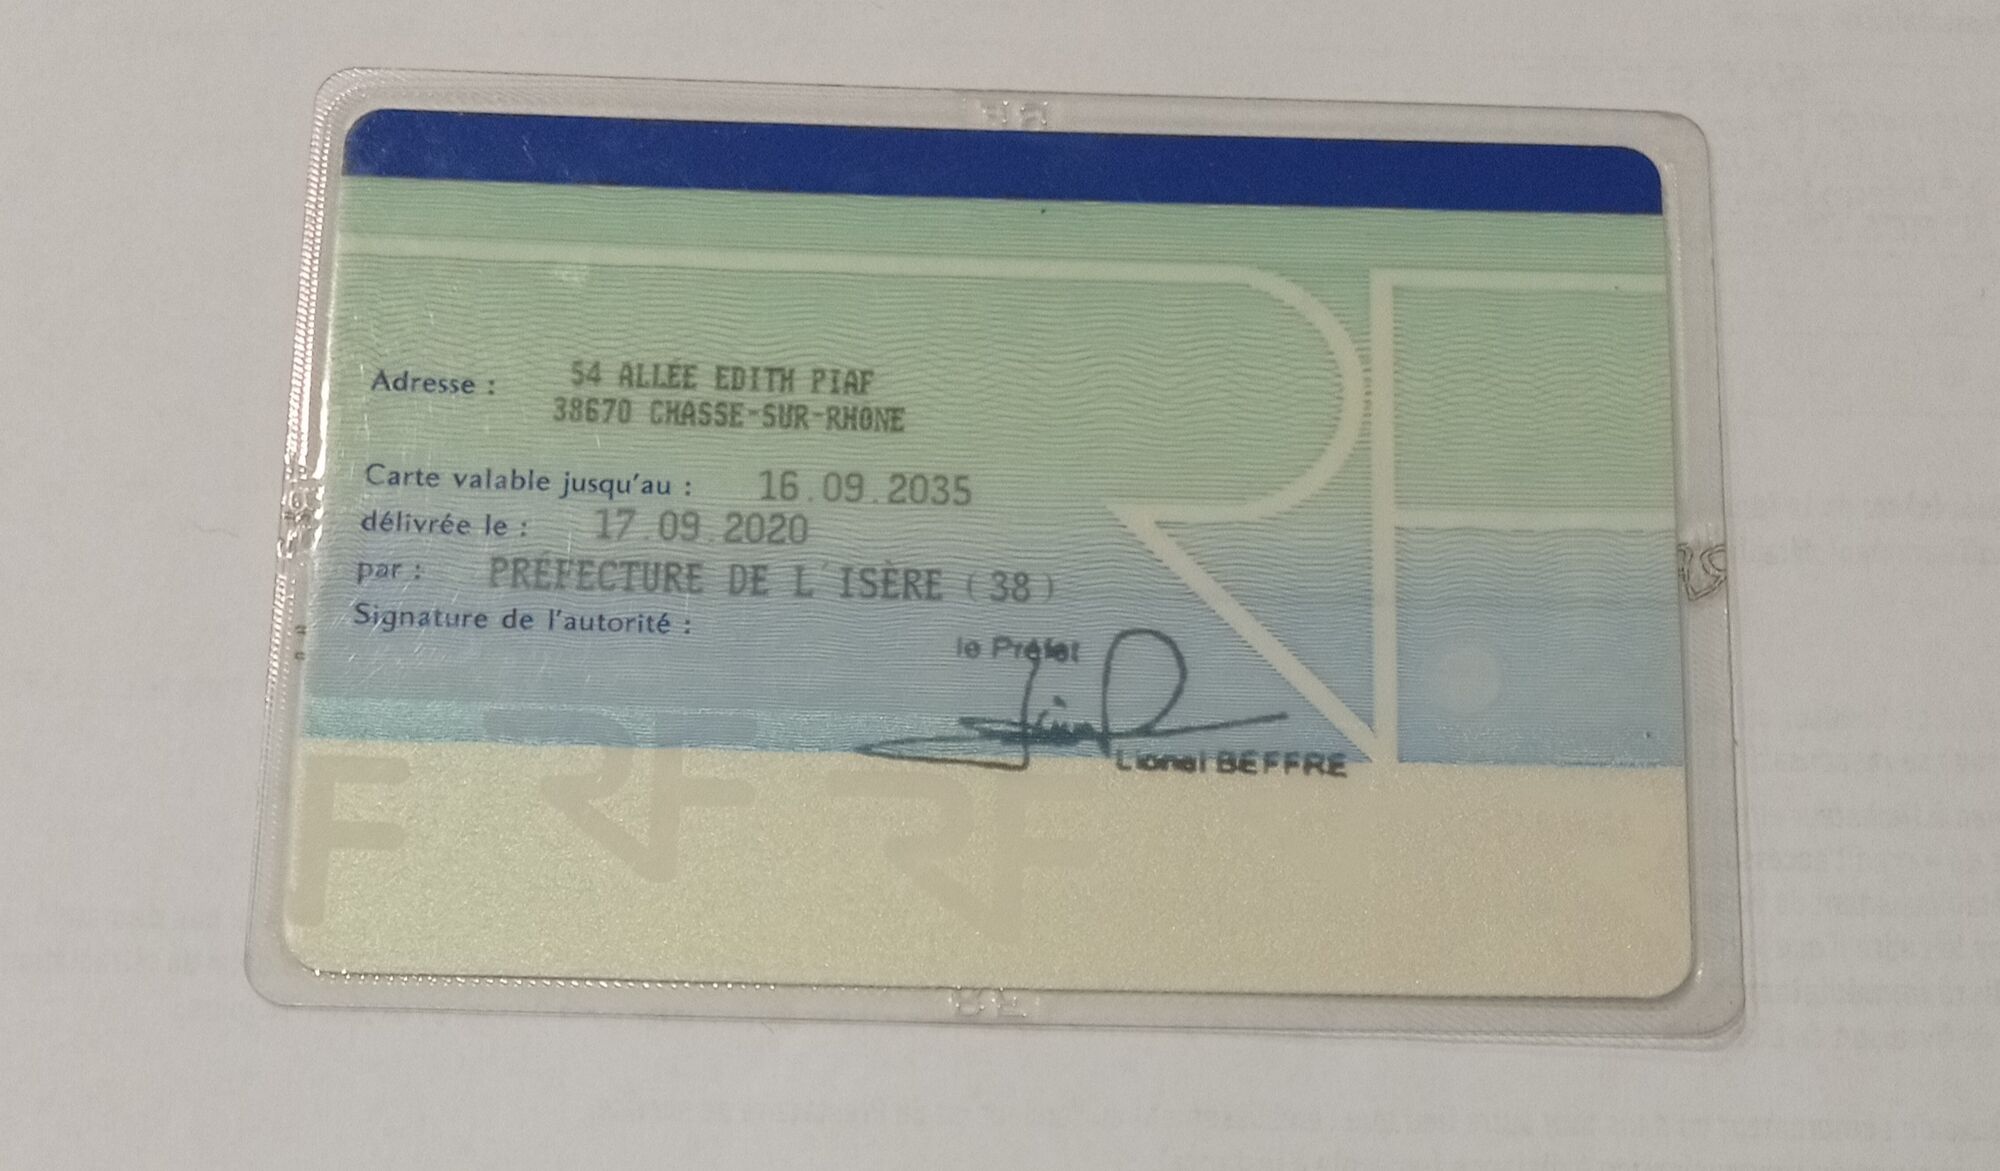 Adresse : 54 ALLÉE EDITH PIAF
38670 CHASSE-SUR-RHONE
Carte valable jusqu'au : 16.09.2035
délivrée le : 17.09.2020
par : PRÉFECTURE DE L'ISÈRE (38)
Signature de l'autorité :
le Préfet
Lionel BEFFRE